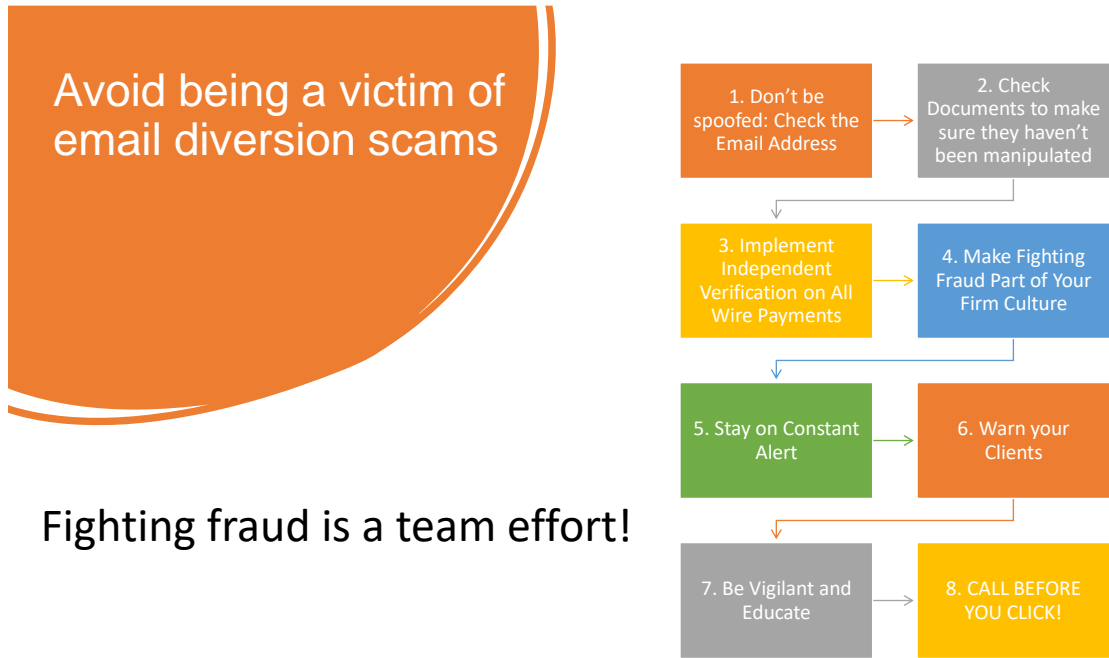 Avoid being a victim of
email diversion scams
1. Don’t be
spoofed: Check the
Email Address
2. Check
Documents to make
sure they haven’t
been manipulated
3. Implement
Independent
Verification on All
Wire Payments
4. Make Fighting
Fraud Part of Your
Firm Culture
5. Stay on Constant
Alert
6. Warn your
Clients
Fighting fraud is a team effort!
7. Be Vigilant and
Educate
8. CALL BEFORE
YOU CLICK!